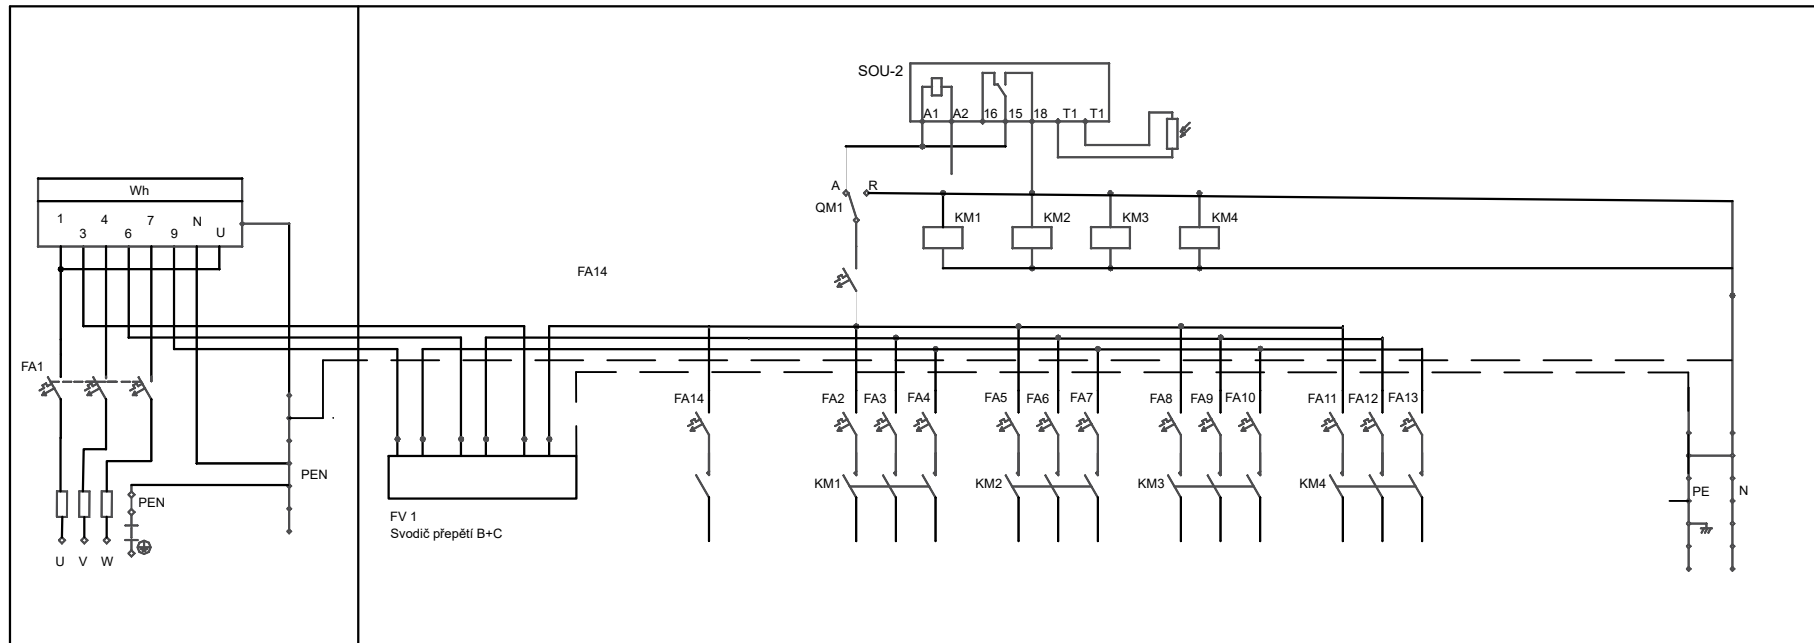 SOU-2
A1 A2 16 15 18 T1 T1
Wh
1 4 7 N
3 6 9 U
A R
QM1
KM1 KM2 KM3 KM4
FA14
FA1
FA14 FA2 FA3 FA4 FA5 FA6 FA7 FA8 FA9 FA10 FA11 FA12 FA13
PEN
KM1 KM2 KM3 KM4
PE N
PEN
FV 1
Svodič přepětí B+C
U V W